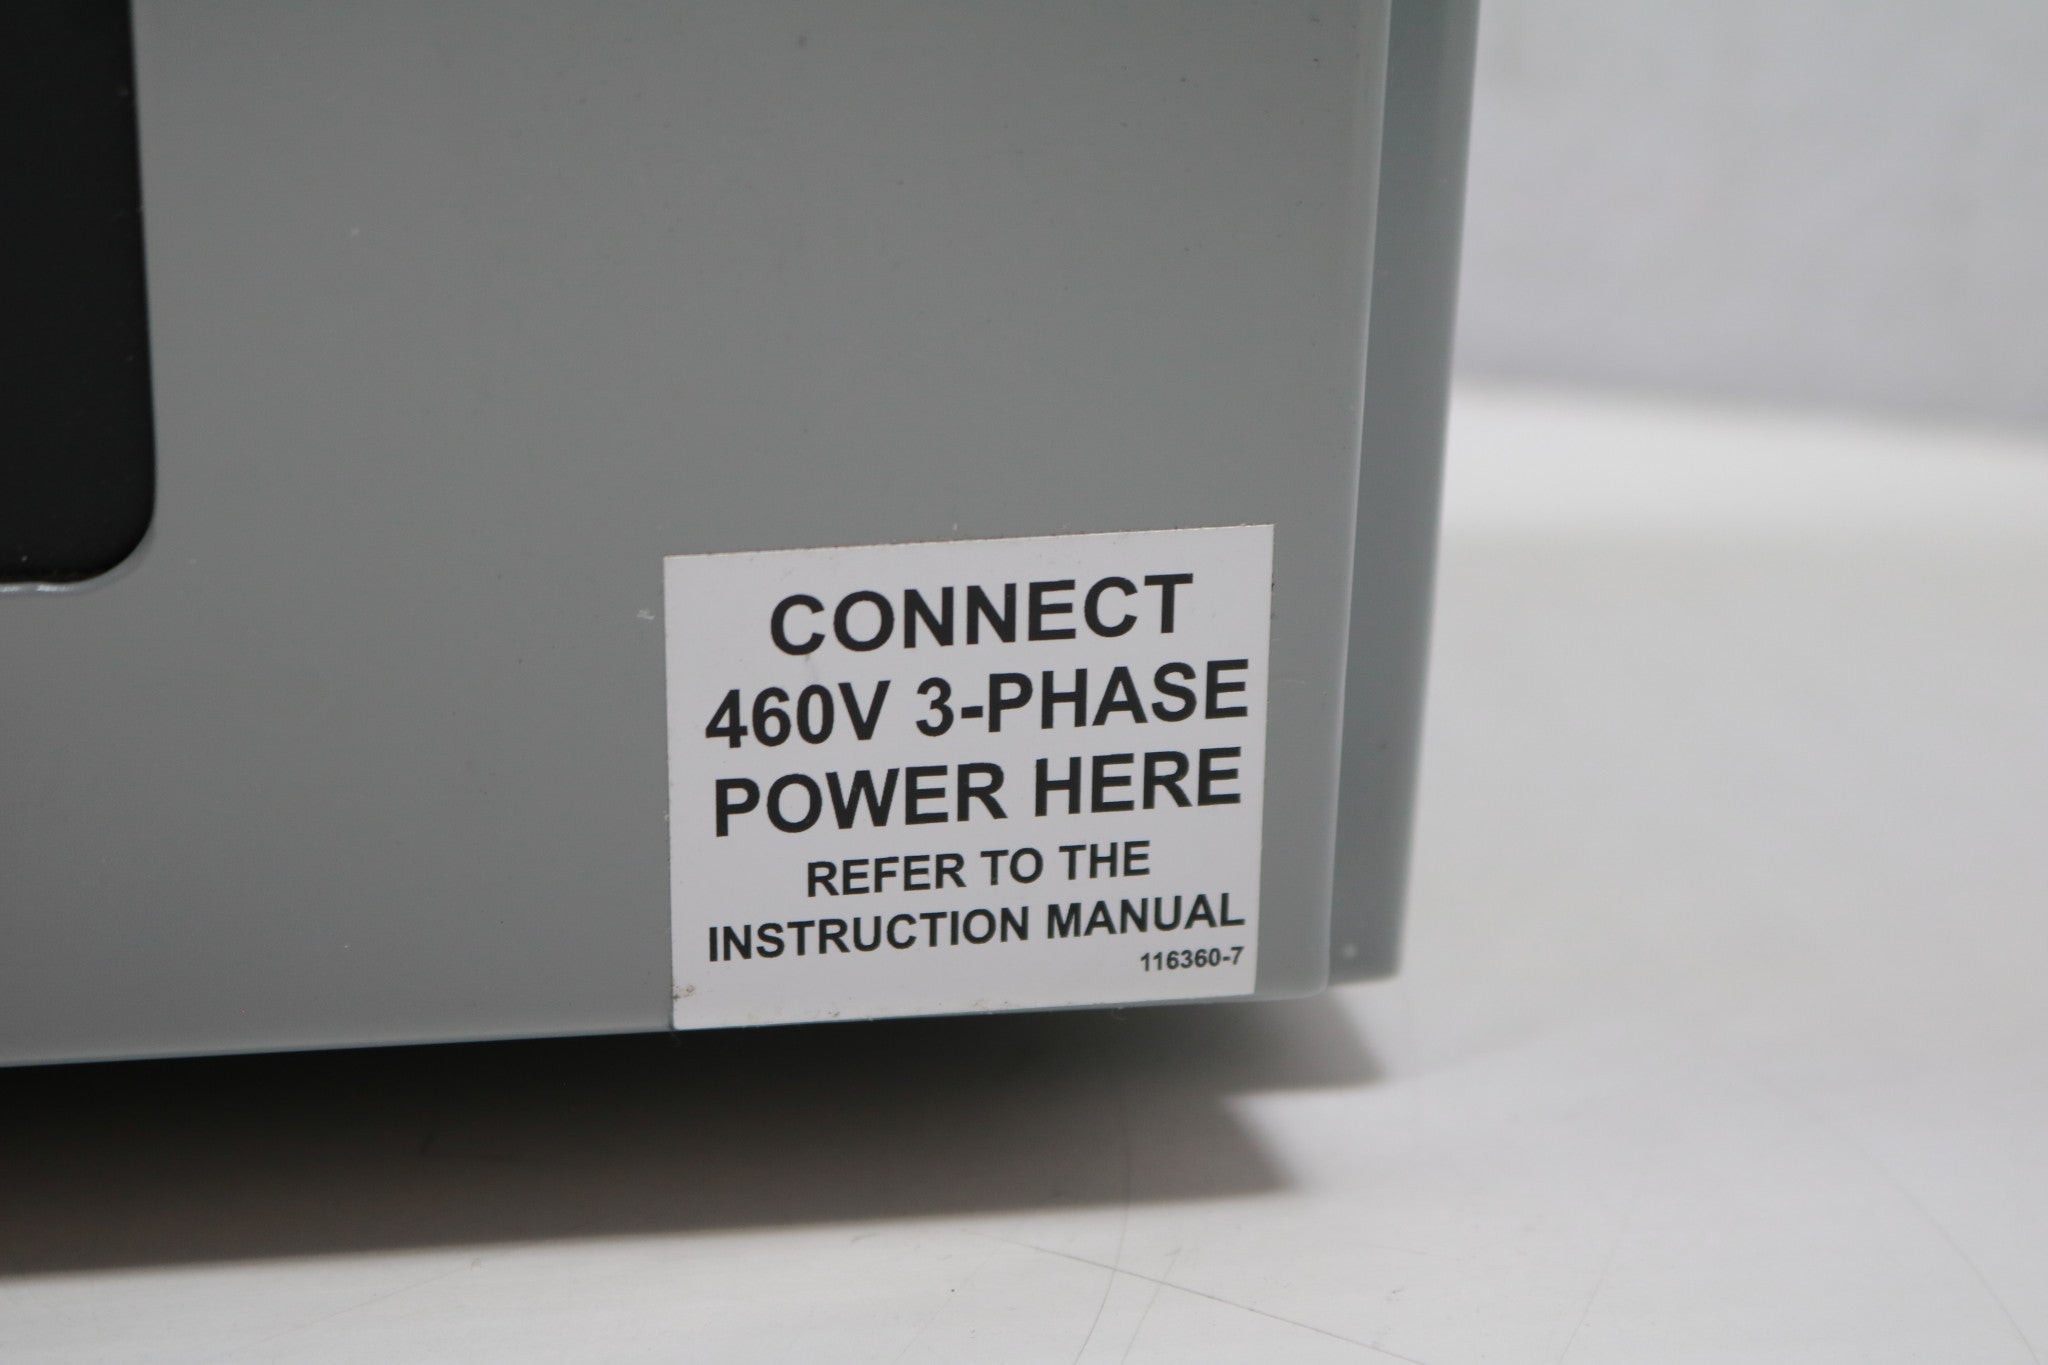 CONNECT
460V 3-PHASE
POWER HERE
REFER TO THE
INSTRUCTION MANUAL
116360-7